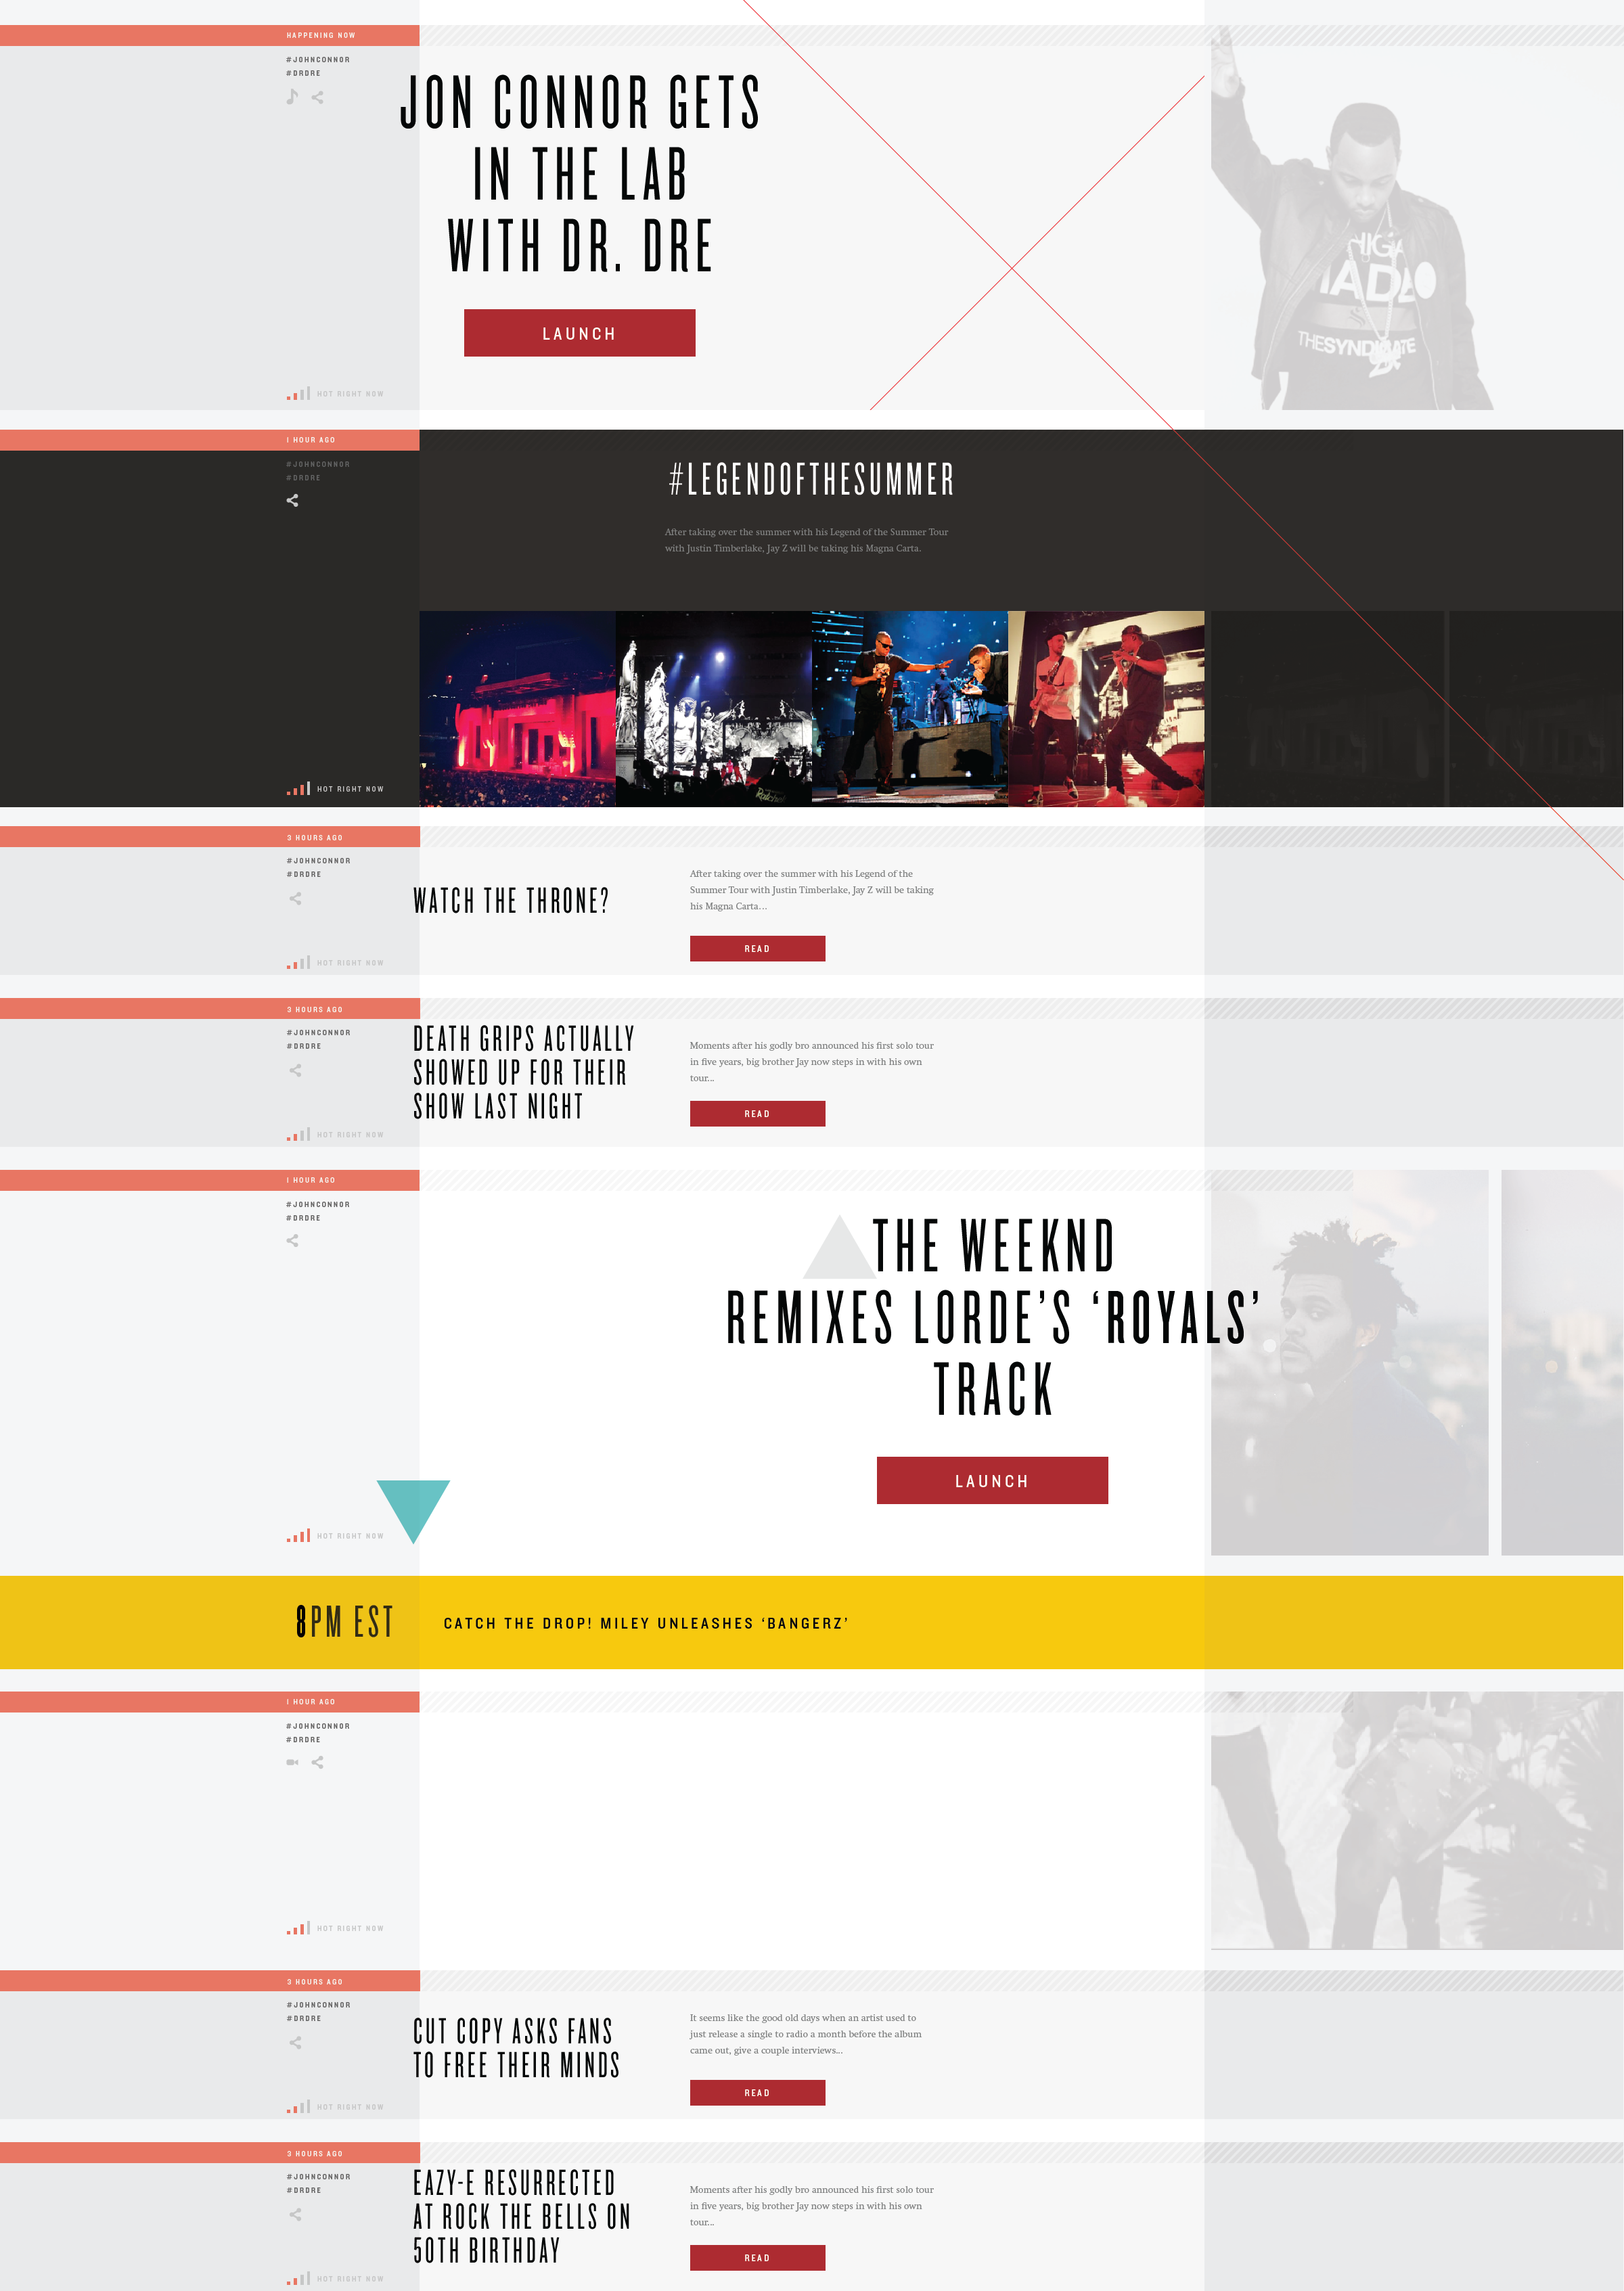 HAPPENING NOW
#JOHNCONNOR
#DRDRE
JON CONNOR GETS
IN THE LAB
WITH DR. DRE
LAUNCH
HOT RIGHT NOW
THESYNDICATE
1 HOUR AGO
#JOHNCONNOR
#DRDRE
#LEGENDOFTHESUMMER
After taking over the summer with his Legend of the Summer Tour
with Justin Timberlake, Jay Z will be taking his Magna Carta.
HOT RIGHT NOW
3 HOURS AGO
#JOHNCONNOR
#DRDRE
WATCH THE THRONE?
After taking over the summer with his Legend of the
Summer Tour with Justin Timberlake, Jay Z will be taking
his Magna Carta...
READ
HOT RIGHT NOW
3 HOURS AGO
#JOHNCONNOR
#DRDRE
DEATH GRIPS ACTUALLY
SHOWED UP FOR THEIR
SHOW LAST NIGHT
Moments after his godly bro announced his first solo tour
in five years, big brother Jay now steps in with his own
tour...
READ
HOT RIGHT NOW
1 HOUR AGO
#JOHNCONNOR
#DRDRE
THE WEEKND
REMIXES LORDE’S ‘ROYALS’
TRACK
LAUNCH
HOT RIGHT NOW
8PM EST
CATCH THE DROP! MILEY UNLEASHES ‘BANGERZ’
1 HOUR AGO
#JOHNCONNOR
#DRDRE
HOT RIGHT NOW
3 HOURS AGO
#JOHNCONNOR
#DRDRE
CUT COPY ASKS FANS
TO FREE THEIR MINDS
It seems like the good old days when an artist used to
just release a single to radio a month before the album
came out, give a couple interviews...
READ
HOT RIGHT NOW
3 HOURS AGO
#JOHNCONNOR
#DRDRE
EAZY-E RESURRECTED
AT ROCK THE BELLS ON
50TH BIRTHDAY
Moments after his godly bro announced his first solo tour
in five years, big brother Jay now steps in with his own
tour...
READ
HOT RIGHT NOW